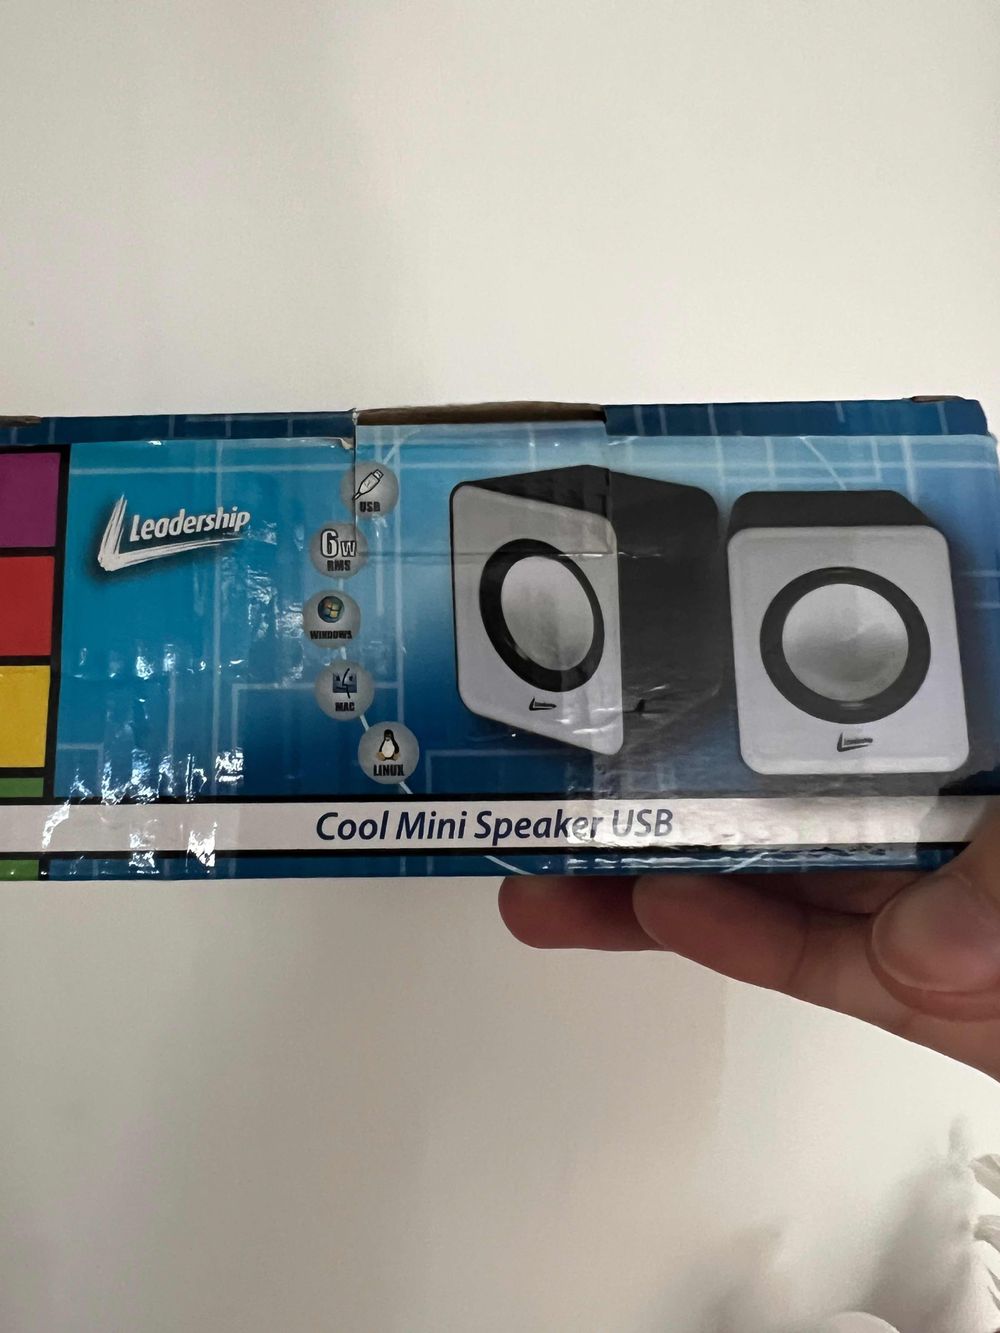 Leadership
USB
6W
RMS
WINDOWS
MAC
LINUX
Cool Mini Speaker USB